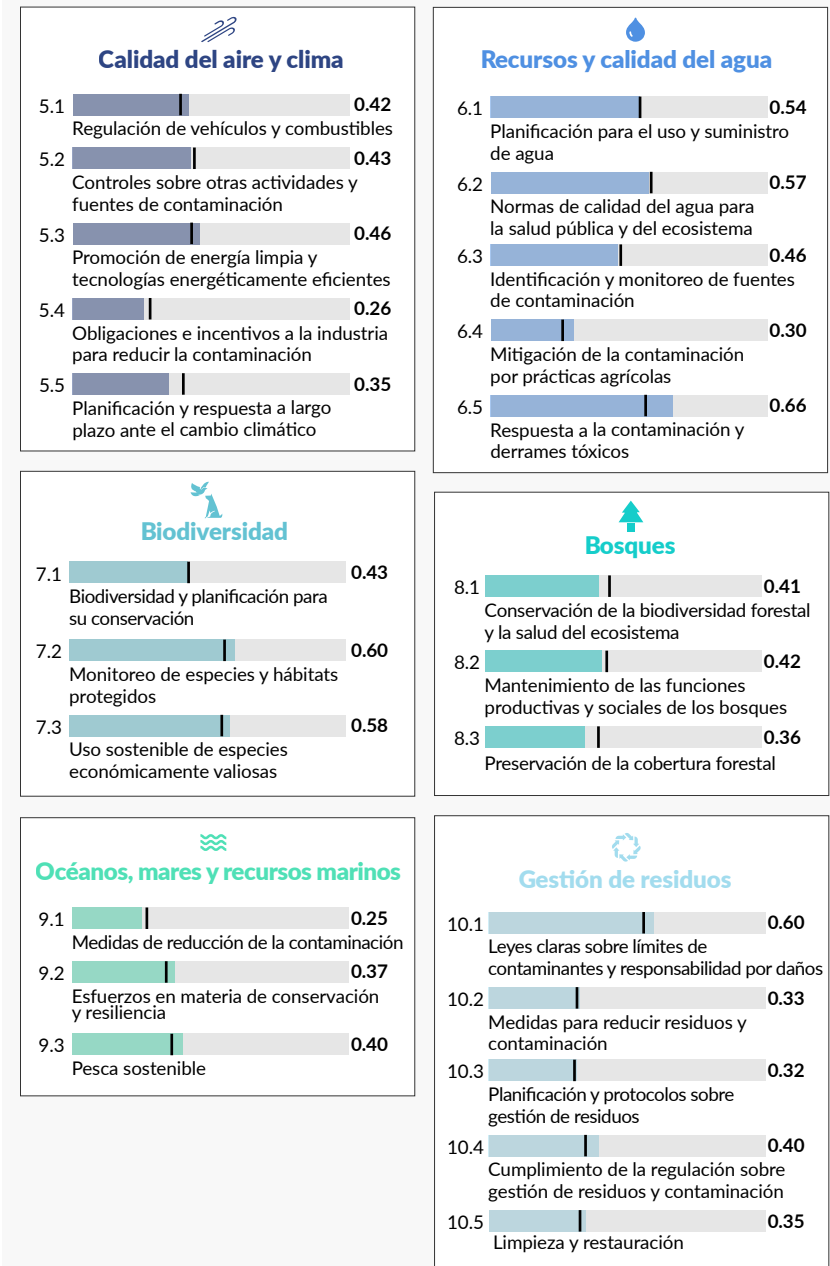 Calidad del aire y clima
5.1 0.42
Regulación de vehículos y combustibles
5.2 0.43
Controles sobre otras actividades y
fuentes de contaminación
5.3 0.46
Promoción de energía limpia y
tecnologías energéticamente eficientes
5.4 0.26
Obligaciones e incentivos a la industria
para reducir la contaminación
5.5 0.35
Planificación y respuesta a largo
plazo ante el cambio climático
Recursos y calidad del agua
6.1 0.54
Planificación para el uso y suministro
de agua
6.2 0.57
Normas de calidad del agua para
la salud pública y del ecosistema
6.3 0.46
Identificación y monitoreo de fuentes
de contaminación
6.4 0.30
Mitigación de la contaminación
por prácticas agrícolas
6.5 0.66
Respuesta a la contaminación y
derrames tóxicos
Biodiversidad
7.1 0.43
Biodiversidad y planificación para
su conservación
7.2 0.60
Monitoreo de especies y hábitats
protegidos
7.3 0.58
Uso sostenible de especies
económicamente valiosas
Bosques
8.1 0.41
Conservación de la biodiversidad forestal
y la salud del ecosistema
8.2 0.42
Mantenimiento de las funciones
productivas y sociales de los bosques
8.3 0.36
Preservación de la cobertura forestal
Océanos, mares y recursos marinos
9.1 0.25
Medidas de reducción de la contaminación
9.2 0.37
Esfuerzos en materia de conservación
y resiliencia
9.3 0.40
Pesca sostenible
Gestión de residuos
10.1 0.60
Leyes claras sobre límites de
contaminantes y responsabilidad por daños
10.2 0.33
Medidas para reducir residuos y
contaminación
10.3 0.32
Planificación y protocolos sobre
gestión de residuos
10.4 0.40
Cumplimiento de la regulación sobre
gestión de residuos y contaminación
10.5 0.35
Limpieza y restauración